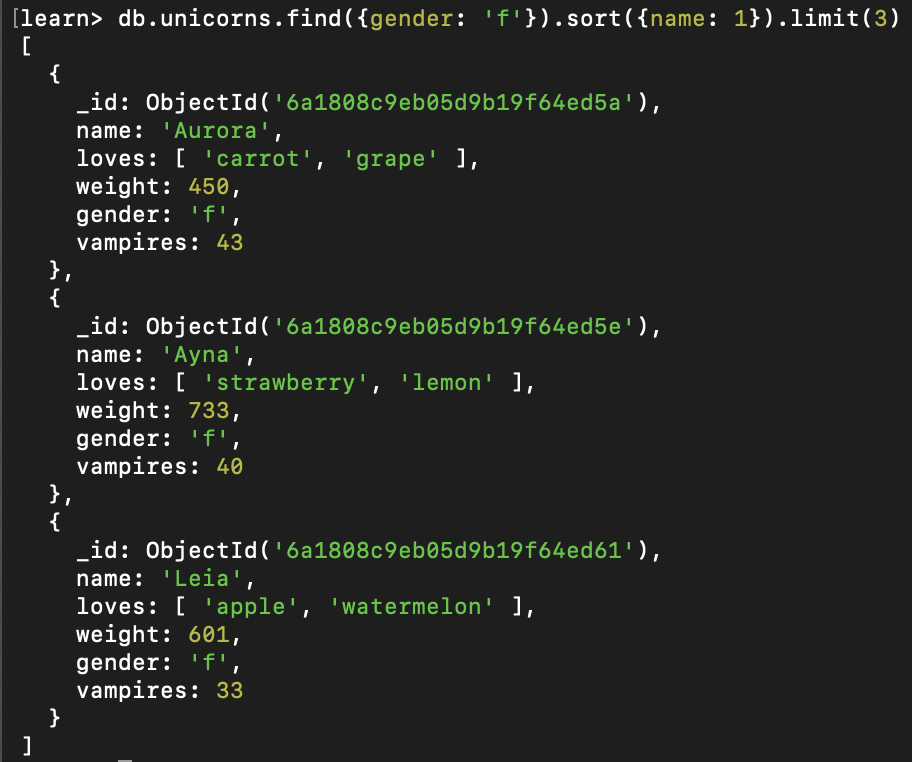 [learn> db.unicorns.find({gender: 'f'}).sort({name: 1}).limit(3)
[
  {
    _id: ObjectId('6a1808c9eb05d9b19f64ed5a'),
    name: 'Aurora',
    loves: [ 'carrot', 'grape' ],
    weight: 450,
    gender: 'f',
    vampires: 43
  },
  {
    _id: ObjectId('6a1808c9eb05d9b19f64ed5e'),
    name: 'Ayna',
    loves: [ 'strawberry', 'lemon' ],
    weight: 733,
    gender: 'f',
    vampires: 40
  },
  {
    _id: ObjectId('6a1808c9eb05d9b19f64ed61'),
    name: 'Leia',
    loves: [ 'apple', 'watermelon' ],
    weight: 601,
    gender: 'f',
    vampires: 33
  }
]